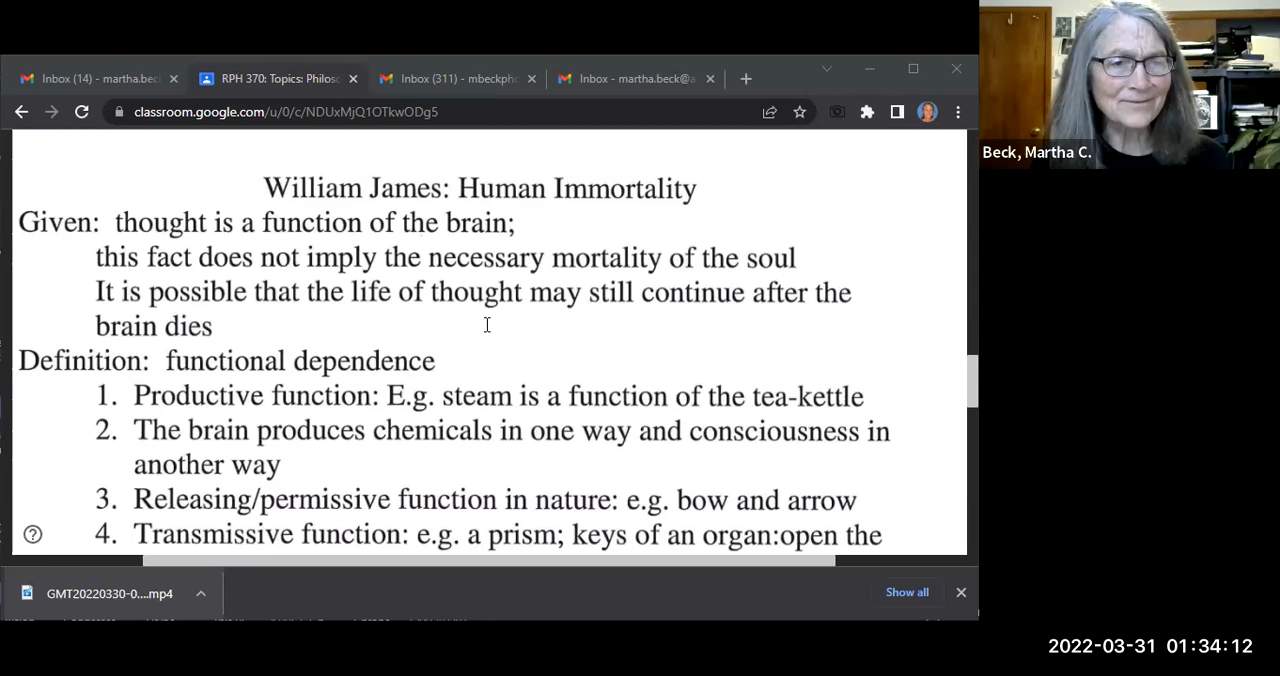 Inbox (14) - martha.bec
RPH 370: Topics: Philoso
Inbox (311) - mbeckph
Inbox - martha.beck@a
classroom.google.com/u/0/c/NDUxMjQ1OTkwODg5
Beck, Martha C.
William James: Human Immortality
Given: thought is a function of the brain;
this fact does not imply the necessary mortality of the soul
It is possible that the life of thought may still continue after the
brain dies
Definition: functional dependence
1. Productive function: E.g. steam is a function of the tea-kettle
2. The brain produces chemicals in one way and consciousness in
another way
3. Releasing/permissive function in nature: e.g. bow and arrow
4. Transmissive function: e.g. a prism; keys of an organ:open the
GMT20220330-0....mp4
Show all
2022-03-31 01:34:12